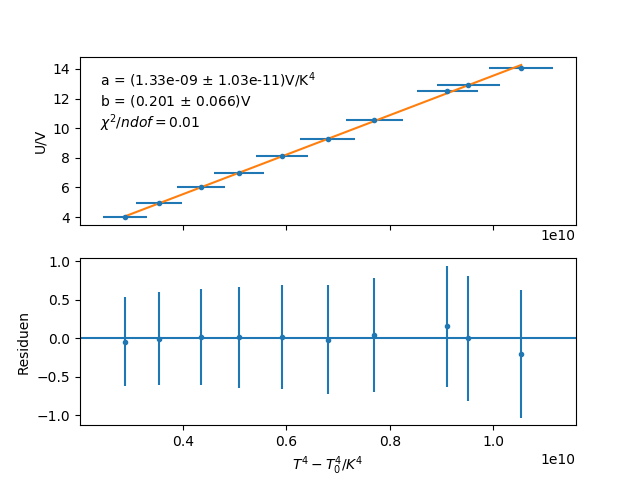 14
12
10
8
6
4
U/V
a = (1.33e-09 ± 1.03e-11)V/K⁴
b = (0.201 ± 0.066)V
χ²/ndof = 0.01
1e10
1.0
0.5
0.0
−0.5
−1.0
Residuen
0.4 0.6 0.8 1.0
1e10
T⁴ − T₀⁴/K⁴